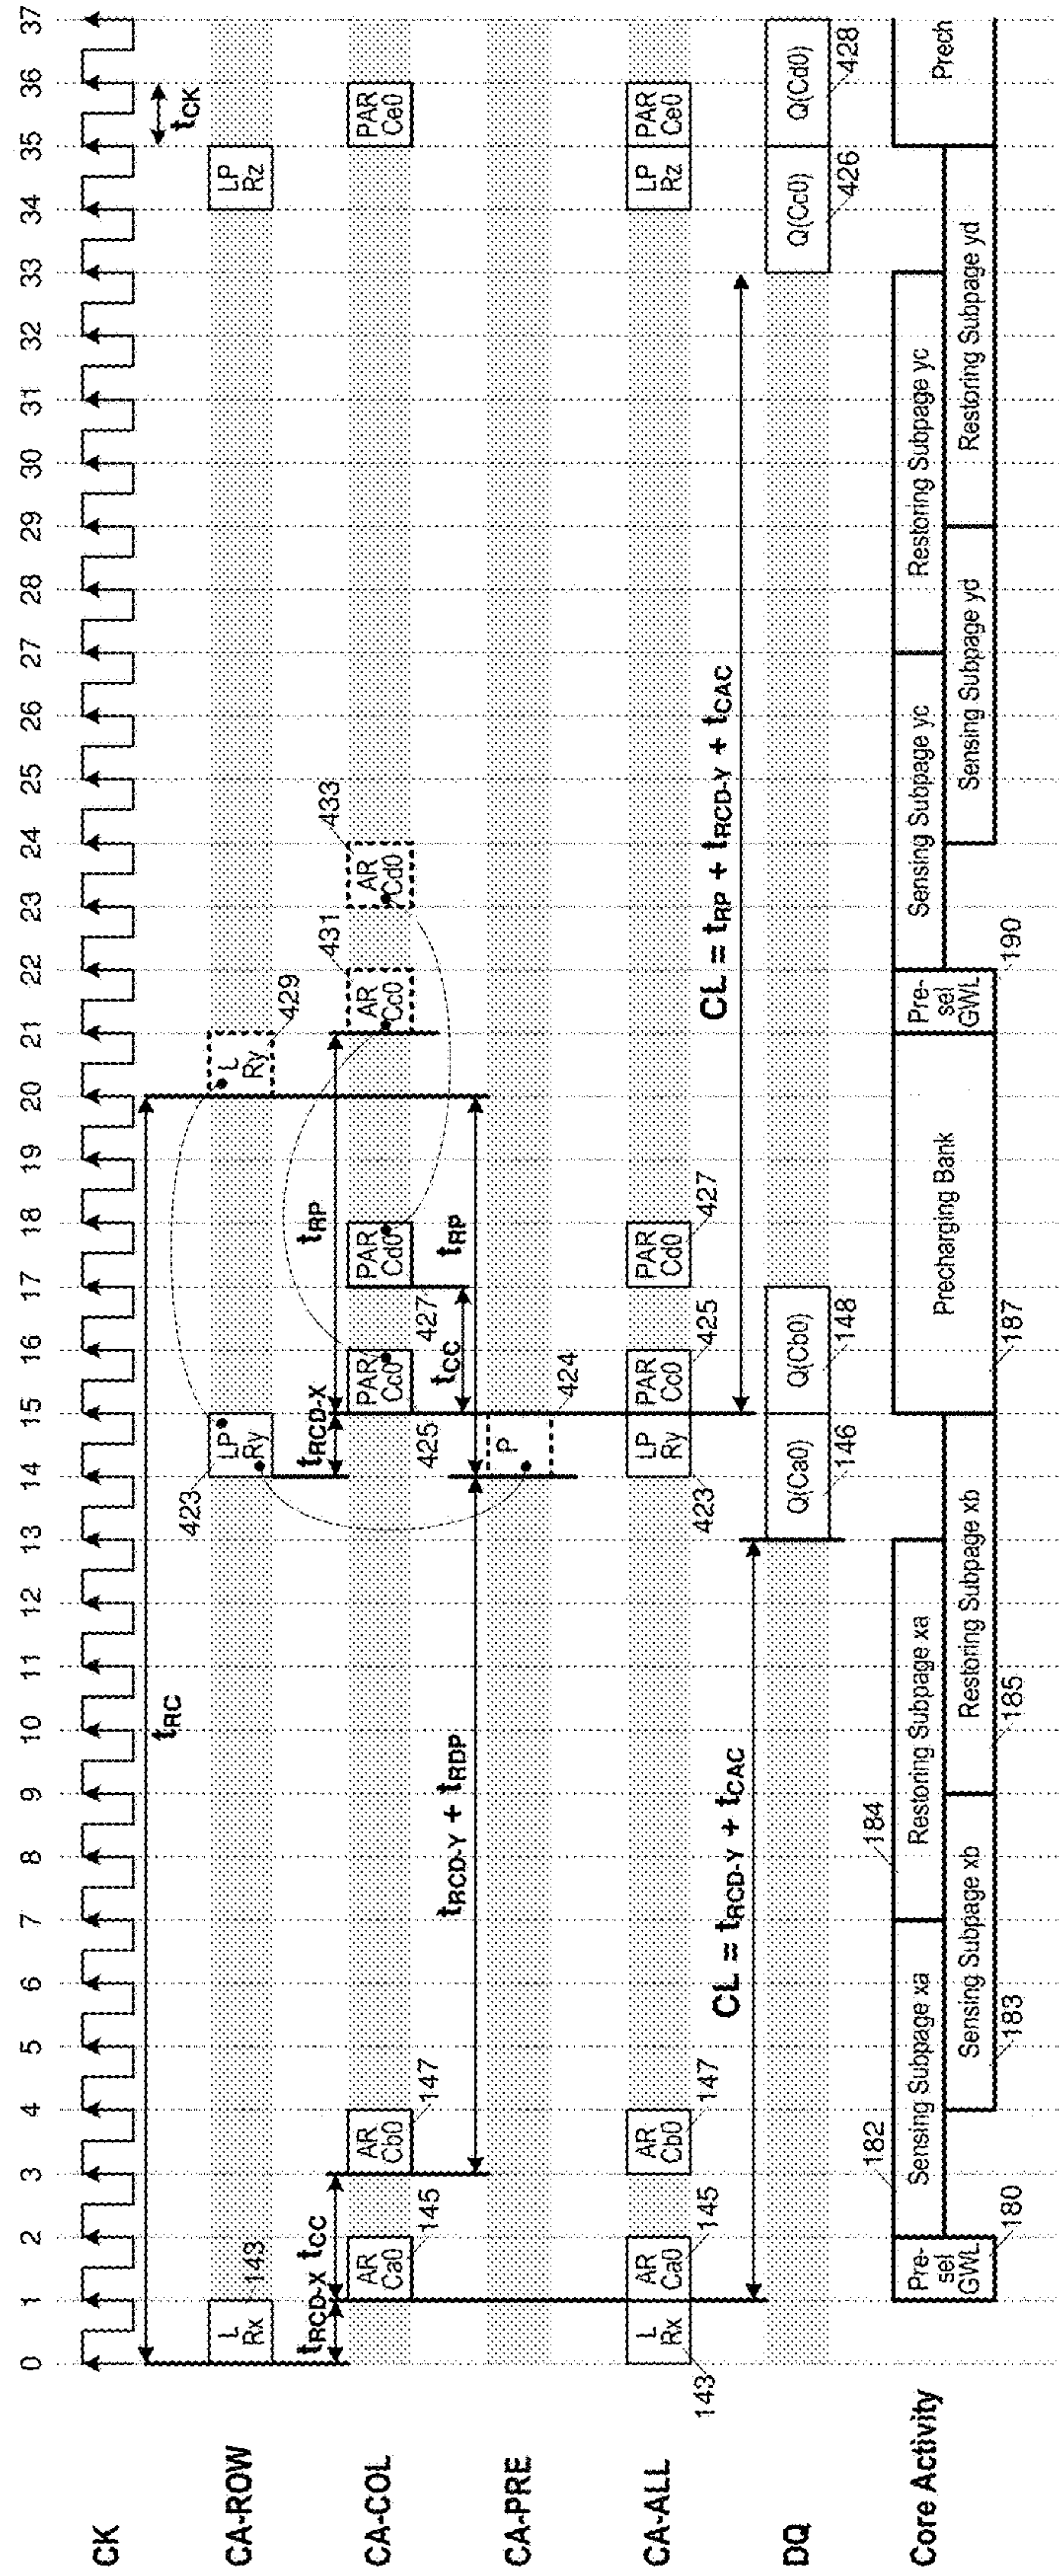 0 1 2 3 4 5 6 7 8 9 10 11 12 13 14 15 16 17 18 19 20 21 22 23 24 25 26 27 28 29 30 31 32 33 34 35 36 37
CK
tCK
tRC
CA-ROW
L Rx
143
423
LP Ry
L Ry
429
LP Rz
tRCD-X
tCC
tRCD-X
tRP
431
433
CA-COL
AR Ca0
AR Cb0
PAR Cc0
PAR Cd0
AR Cc0
AR Cd0
PAR Ce0
145
147
425
427
tCC
tRCD-Y + tRDP
tRP
CA-PRE
P
424
CA-ALL
L Rx
AR Ca0
AR Cb0
LP Ry
PAR Cc0
PAR Cd0
LP Rz
PAR Ce0
143
145
147
423
425
427
CL = tRCD-Y + tCAC
CL = tRP + tRCD-Y + tCAC
DQ
Q(Ca0)
Q(Cb0)
Q(Cc0)
Q(Cd0)
146
148
426
428
182
184
190
Core Activity
Pre-sel GWL
Sensing Subpage xa
Restoring Subpage xa
Precharging Bank
Pre-sel GWL
Sensing Subpage yc
Restoring Subpage yc
Prech
Sensing Subpage xb
Restoring Subpage xb
Sensing Subpage yd
Restoring Subpage yd
180
183
185
187